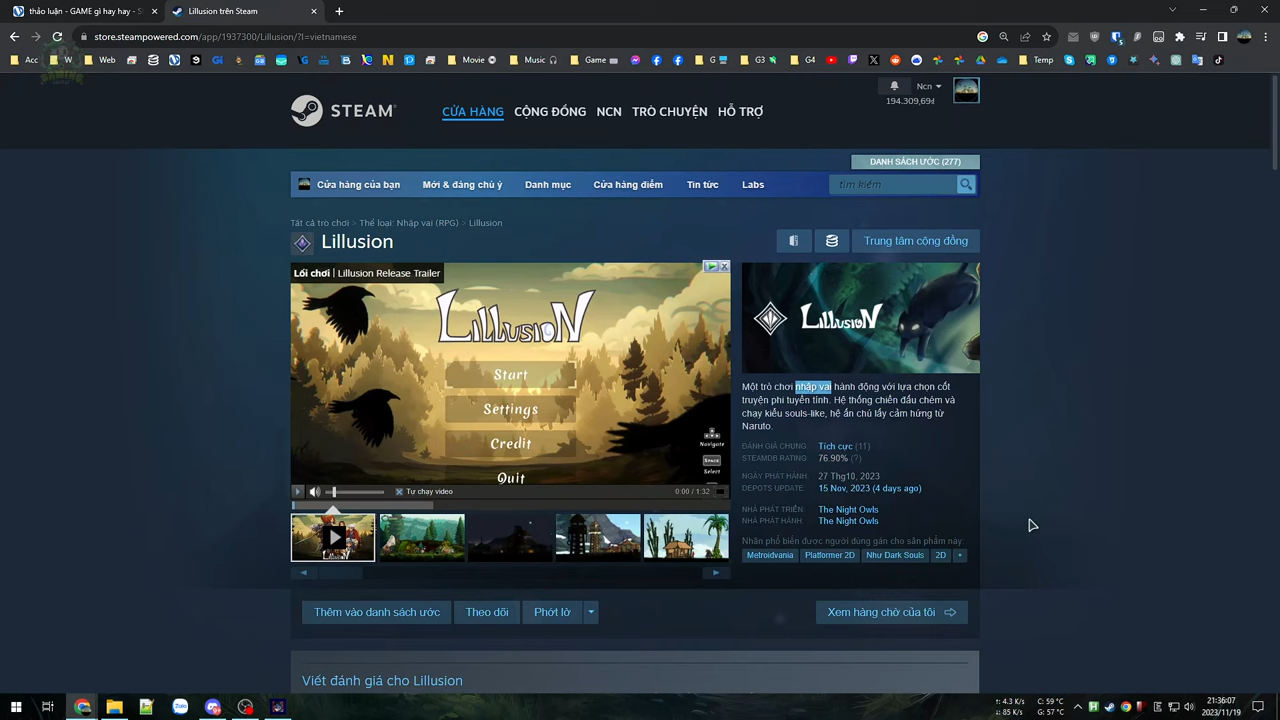 thảo luận - GAME gì hay hay - S
Lillusion trên Steam
store.steampowered.com/app/1937300/Lillusion/?l=vietnamese
Acc
Web
Movie
Music
Game
G3
G4
Temp
GAMING
STEAM
CỬA HÀNG
CỘNG ĐỒNG
NCN
TRÒ CHUYỆN
HỖ TRỢ
Ncn
194.309,69₫
DANH SÁCH ƯỚC (277)
Cửa hàng của bạn
Mới & đáng chú ý
Danh mục
Cửa hàng điểm
Tin tức
Labs
tìm kiếm
Tất cả trò chơi > Thể loại: Nhập vai (RPG) > Lillusion
Lillusion
Trung tâm cộng đồng
Lối chơi | Lillusion Release Trailer
LILLUSION
Start
Settings
Credit
Quit
Navigate
Space
Select
Tự chạy video
0:00 / 1:32
LILLUSION
Một trò chơi nhập vai hành động với lựa chọn cốt
truyện phi tuyến tính. Hệ thống chiến đấu chém và
chạy kiểu souls-like, hệ ấn chú lấy cảm hứng từ
Naruto.
ĐÁNH GIÁ CHUNG: Tích cực (11)
STEAMDB RATING: 76.90% (?)
NGÀY PHÁT HÀNH: 27 Thg10, 2023
DEPOTS UPDATE: 15 Nov, 2023 (4 days ago)
NHÀ PHÁT TRIỂN: The Night Owls
NHÀ PHÁT HÀNH: The Night Owls
Nhãn phổ biến được người dùng gán cho sản phẩm này:
Metroidvania
Platformer 2D
Như Dark Souls
2D
+
Thêm vào danh sách ước
Theo dõi
Phớt lờ
Xem hàng chờ của tôi
Viết đánh giá cho Lillusion
↑: 4.3 K/s
↓: 85 K/s
C: 59 °C
G: 57 °C
21:36:07
2023/11/19